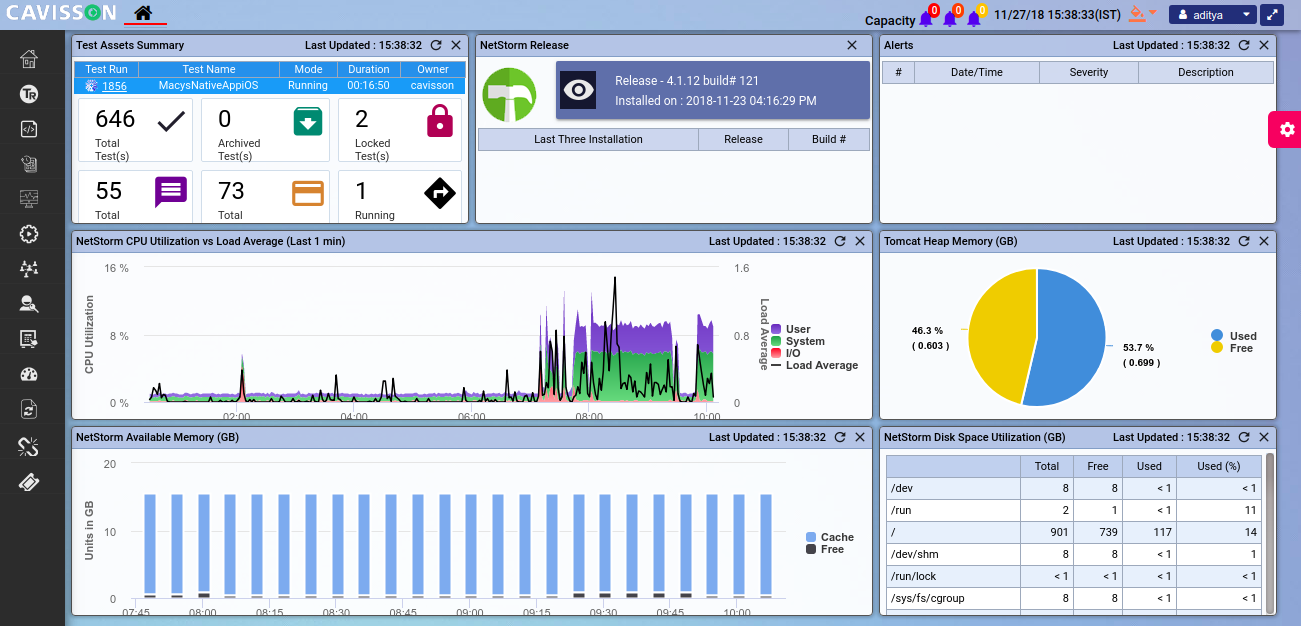 CAVISSON
Capacity 0 0 0 11/27/18 15:38:33(IST) aditya
Test Assets Summary Last Updated : 15:38:32
Test Run Test Name Mode Duration Owner
1856 MacysNativeAppiOS Running 00:16:50 cavisson
646 Total Test(s)
0 Archived Test(s)
2 Locked Test(s)
55 Total
73 Total
1 Running
NetStorm Release
Release - 4.1.12 build# 121
Installed on : 2018-11-23 04:16:29 PM
Last Three Installation Release Build #
Alerts Last Updated : 15:38:32
# Date/Time Severity Description
NetStorm CPU Utilization vs Load Average (Last 1 min) Last Updated : 15:38:32
CPU Utilization
16 %
8 %
0 %
1.6
0.8
0
Load Average
02:00 04:00 06:00 08:00 10:00
User
System
I/O
Load Average
Tomcat Heap Memory (GB) Last Updated : 15:38:32
46.3 %
( 0.603 )
53.7 %
( 0.699 )
Used
Free
NetStorm Available Memory (GB) Last Updated : 15:38:32
Units in GB
20
10
0
07:45 08:00 08:15 08:30 08:45 09:00 09:15 09:30 09:45 10:00
Cache
Free
NetStorm Disk Space Utilization (GB) Last Updated : 15:38:32
Total Free Used Used (%)
/dev 8 8 < 1 < 1
/run 2 1 < 1 11
/ 901 739 117 14
/dev/shm 8 8 < 1 1
/run/lock < 1 < 1 < 1 < 1
/sys/fs/cgroup 8 8 < 1 < 1